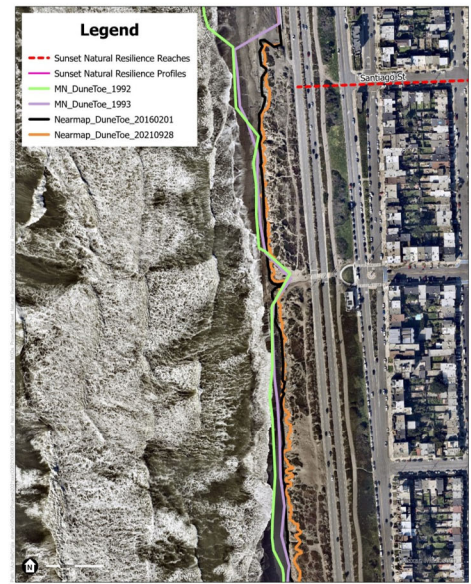 Legend
Sunset Natural Resilience Reaches
Sunset Natural Resilience Profiles
MN_DuneToe_1992
MN_DuneToe_1993
Nearmap_DuneToe_20160201
Nearmap_DuneToe_20210928
Santiago St
N